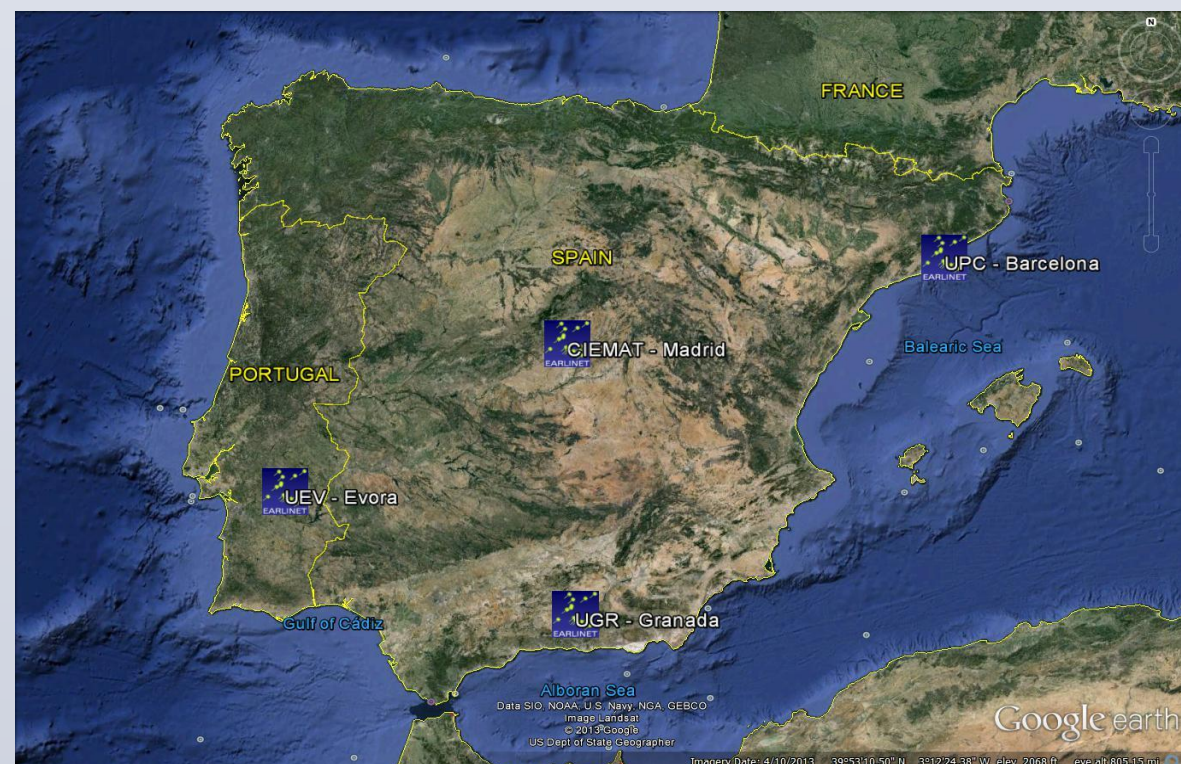 N
FRANCE
SPAIN
EARLINET
UPC - Barcelona
EARLINET
CIEMAT - Madrid
Balearic Sea
PORTUGAL
EARLINET
UEV - Evora
EARLINET
UGR - Granada
Gulf of Cádiz
Alboran Sea
Data SIO, NOAA, U.S. Navy, NGA, GEBCO
Image Landsat
© 2013 Google
US Dept of State Geographer
Google earth
Imagery Date: 4/10/2013 39°53'10.50" N 3°12'24.38" W elev 2068 ft eye alt 805.15 mi